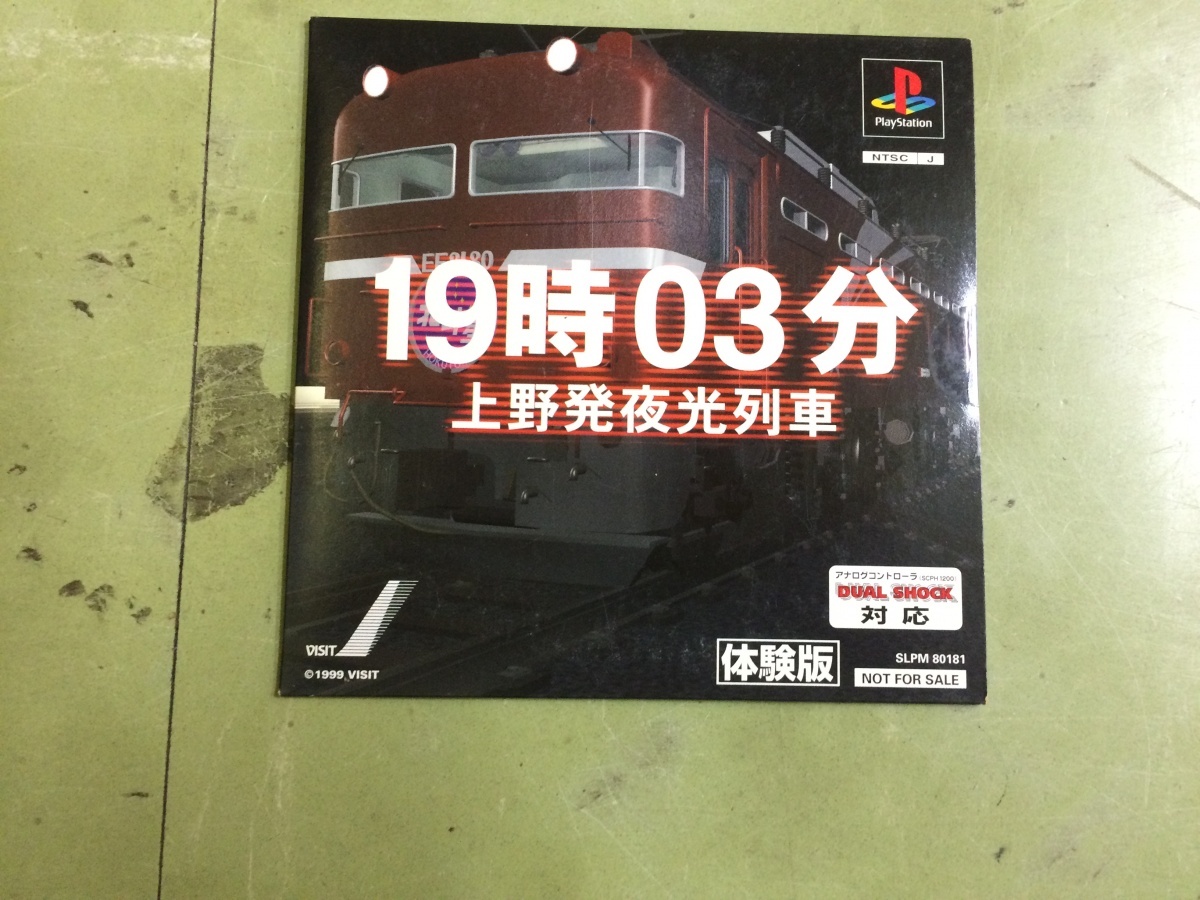 PlayStation
NTSC J
19時03分
上野発夜光列車
アナログコントローラ(SCPH 1200)
DUAL SHOCK
対応
VISIT
©1999 VISIT
体験版
SLPM 80181
NOT FOR SALE